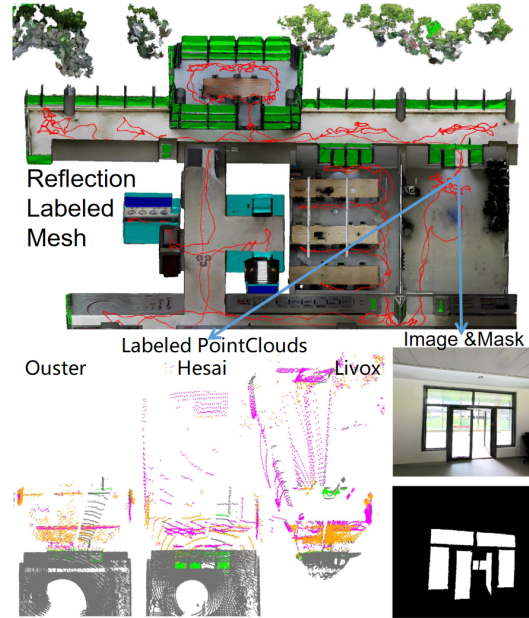 Reflection
Labeled
Mesh
Labeled PointClouds
Image &Mask
Ouster
Hesai
Livox